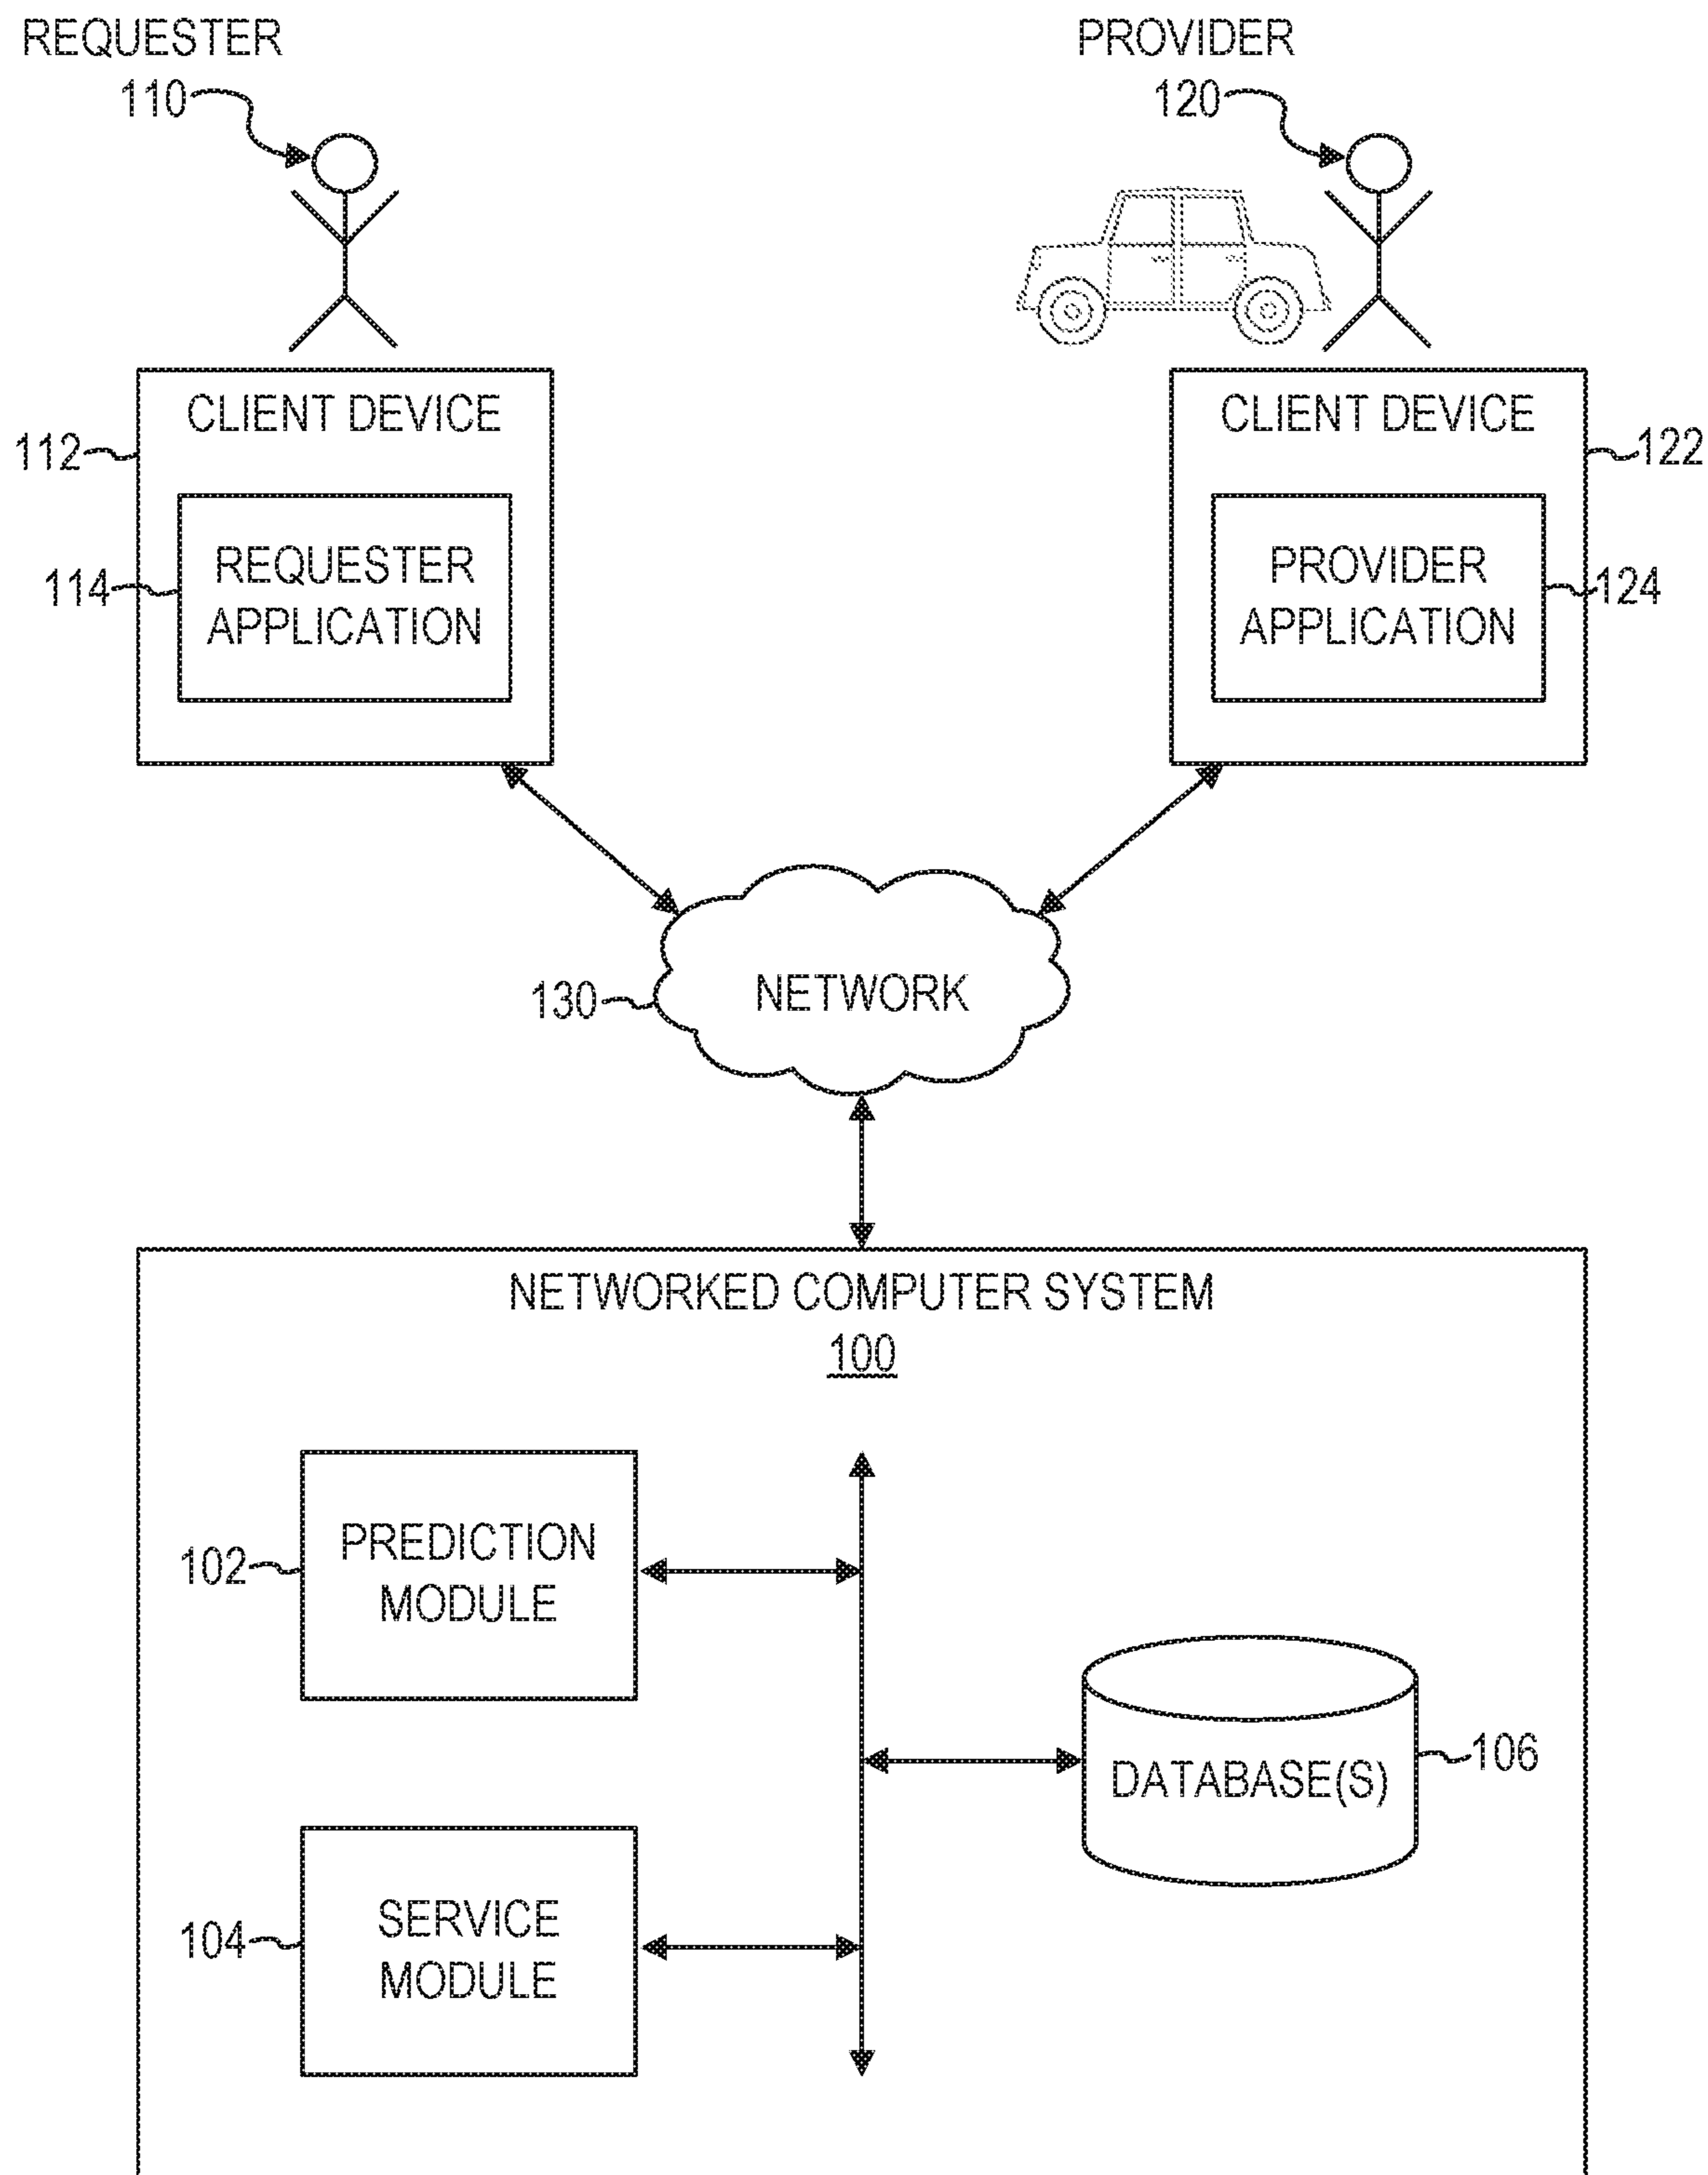 REQUESTER
110
PROVIDER
120
CLIENT DEVICE
112
REQUESTER
APPLICATION
114
CLIENT DEVICE
122
PROVIDER
APPLICATION
124
NETWORK
130
NETWORKED COMPUTER SYSTEM
100
PREDICTION
MODULE
102
DATABASE(S)
106
SERVICE
MODULE
104